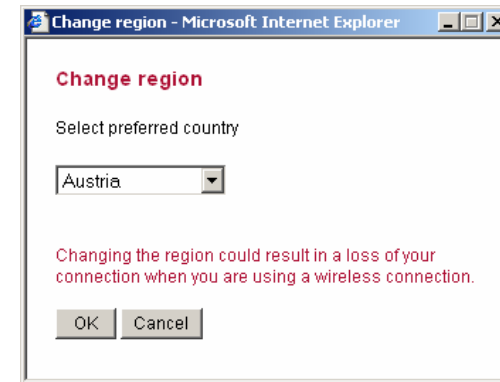 Change region - Microsoft Internet Explorer
Change region
Select preferred country
Austria
Changing the region could result in a loss of your
connection when you are using a wireless connection.
OK Cancel